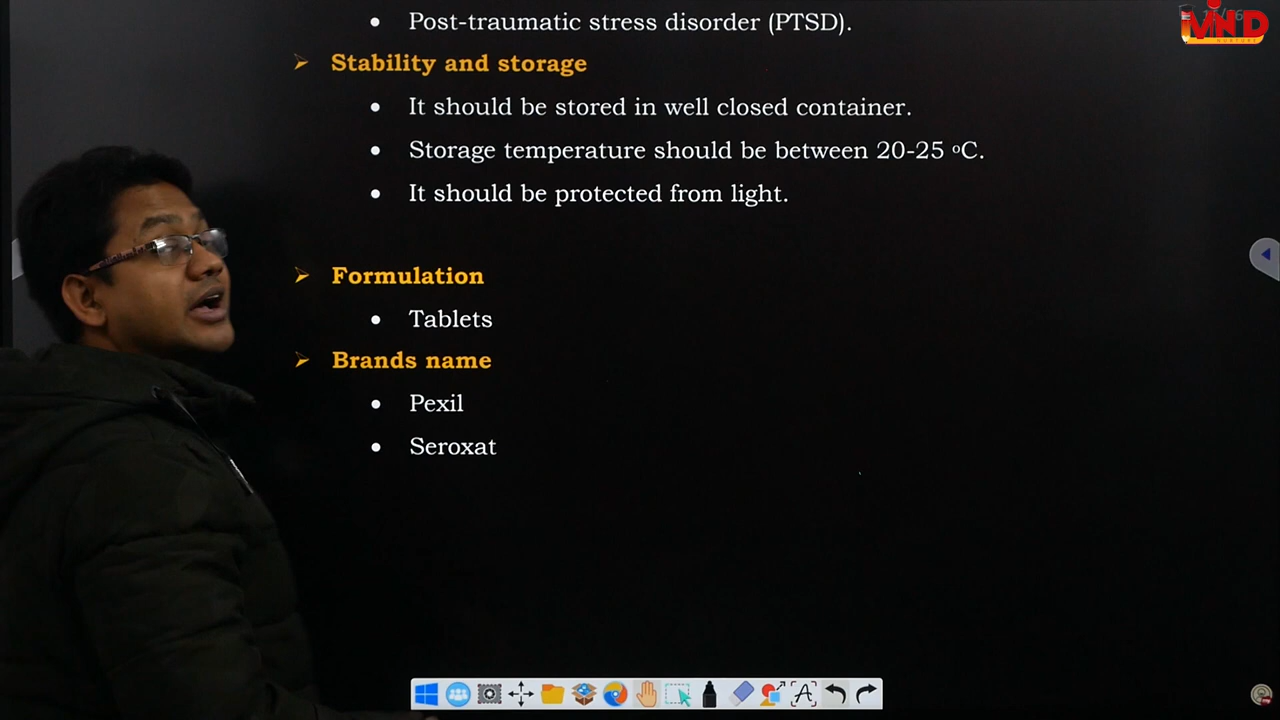 • Post-traumatic stress disorder (PTSD).
➢ Stability and storage
• It should be stored in well closed container.
• Storage temperature should be between 20-25 °C.
• It should be protected from light.
➢ Formulation
• Tablets
➢ Brands name
• Pexil
• Seroxat